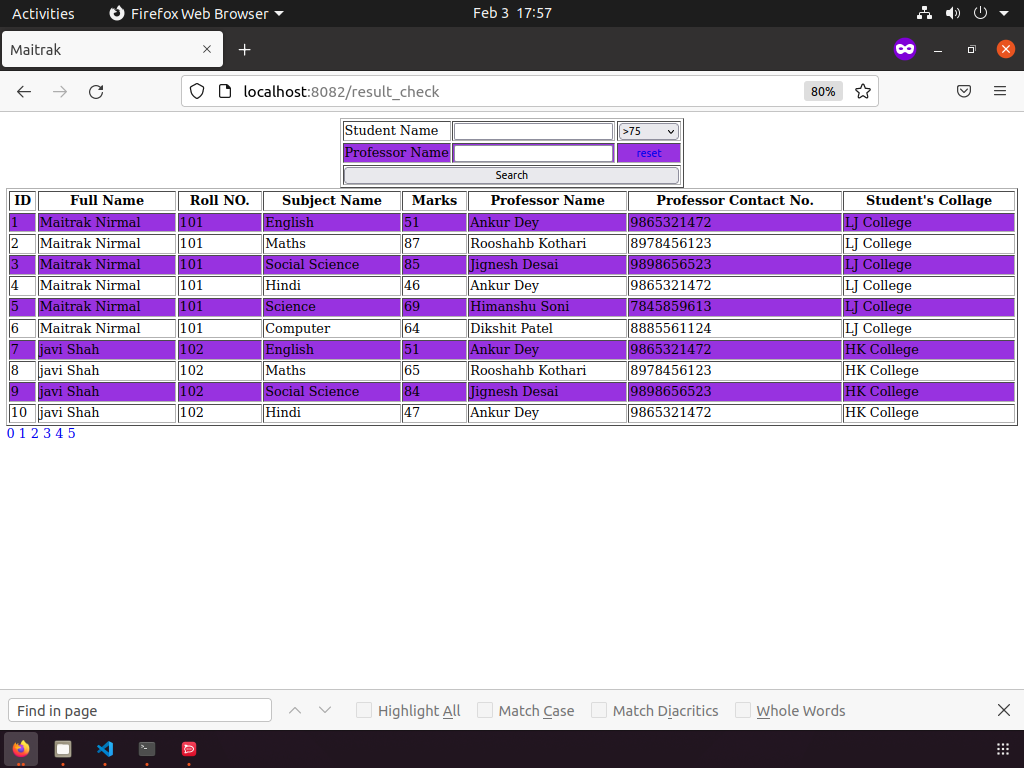 Activities Firefox Web Browser Feb 3 17:57
Maitrak
localhost:8082/result_check 80%
Student Name >75
Professor Name reset
Search
ID Full Name Roll NO. Subject Name Marks Professor Name Professor Contact No. Student's Collage
1 Maitrak Nirmal 101 English 51 Ankur Dey 9865321472 LJ College
2 Maitrak Nirmal 101 Maths 87 Rooshahb Kothari 8978456123 LJ College
3 Maitrak Nirmal 101 Social Science 85 Jignesh Desai 9898656523 LJ College
4 Maitrak Nirmal 101 Hindi 46 Ankur Dey 9865321472 LJ College
5 Maitrak Nirmal 101 Science 69 Himanshu Soni 7845859613 LJ College
6 Maitrak Nirmal 101 Computer 64 Dikshit Patel 8885561124 LJ College
7 javi Shah 102 English 51 Ankur Dey 9865321472 HK College
8 javi Shah 102 Maths 65 Rooshahb Kothari 8978456123 HK College
9 javi Shah 102 Social Science 84 Jignesh Desai 9898656523 HK College
10 javi Shah 102 Hindi 47 Ankur Dey 9865321472 HK College
0 1 2 3 4 5
Find in page Highlight All Match Case Match Diacritics Whole Words